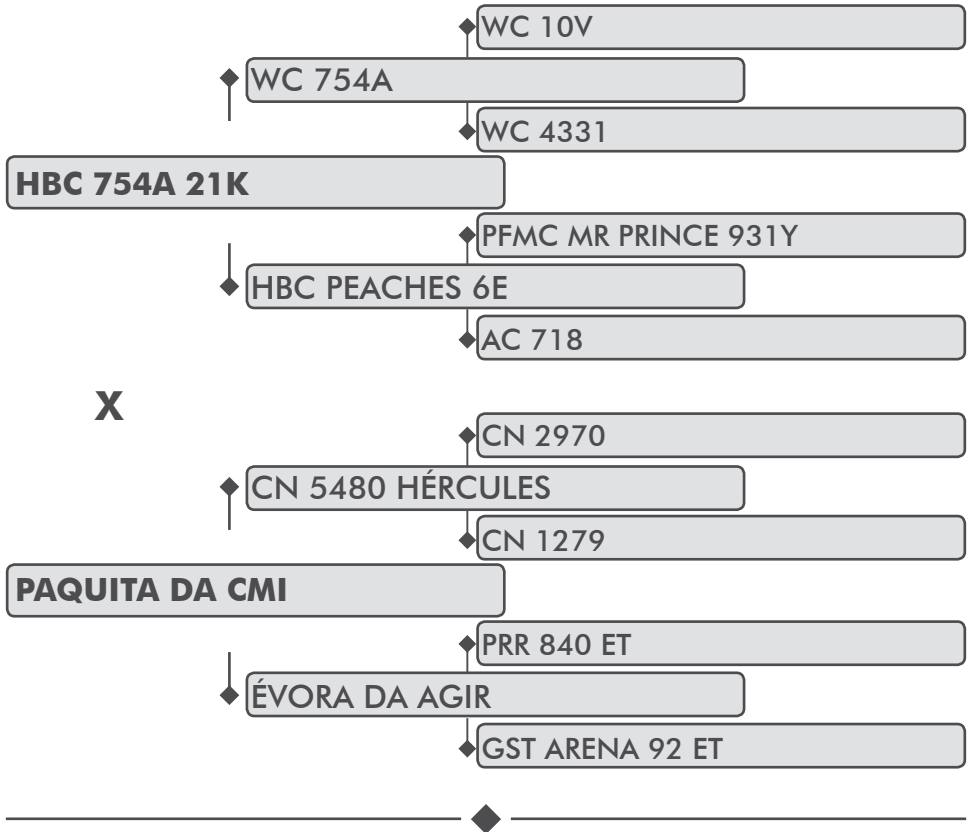 WC 10V
WC 754A
WC 4331
HBC 754A 21K
PFMC MR PRINCE 931Y
HBC PEACHES 6E
AC 718
X
CN 2970
CN 5480 HÉRCULES
CN 1279
PAQUITA DA CMI
PRR 840 ET
ÉVORA DA AGIR
GST ARENA 92 ET